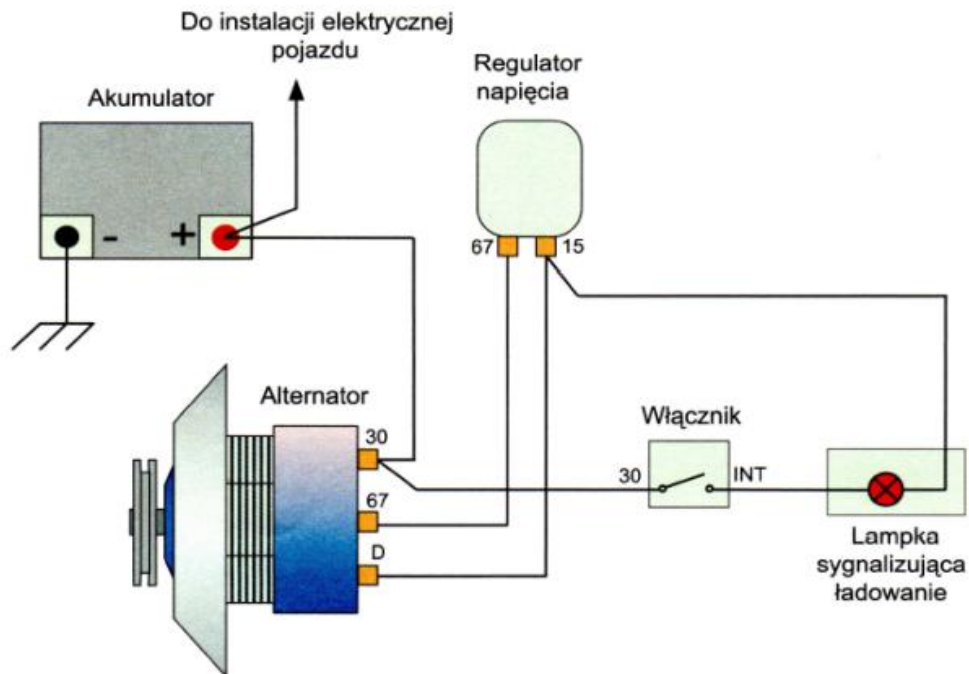 Do instalacji elektrycznej
pojazdu
Akumulator
- +
Regulator
napięcia
67 15
Alternator
30
67
D
Włącznik
30 INT
Lampka
sygnalizująca
ładowanie